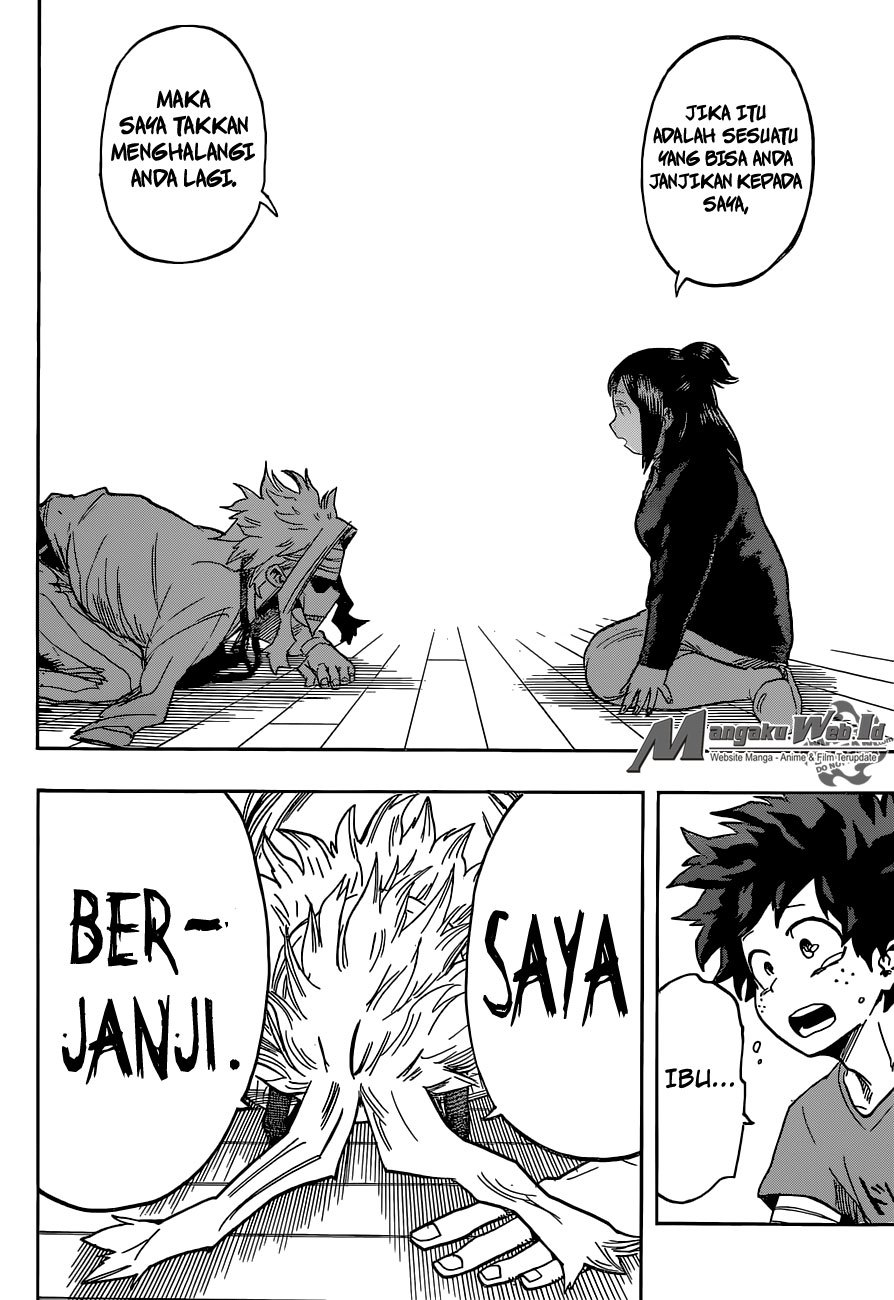 JIKA ITU
ADALAH SESUATU
YANG BISA ANDA
JANJIKAN KEPADA
SAYA,
MAKA
SAYA TAKKAN
MENGHALANGI
ANDA LAGI.
Mangaku Web Id
Website Manga - Anime & Film Terupdate
IBU...
SAYA
BER-
JANJI.